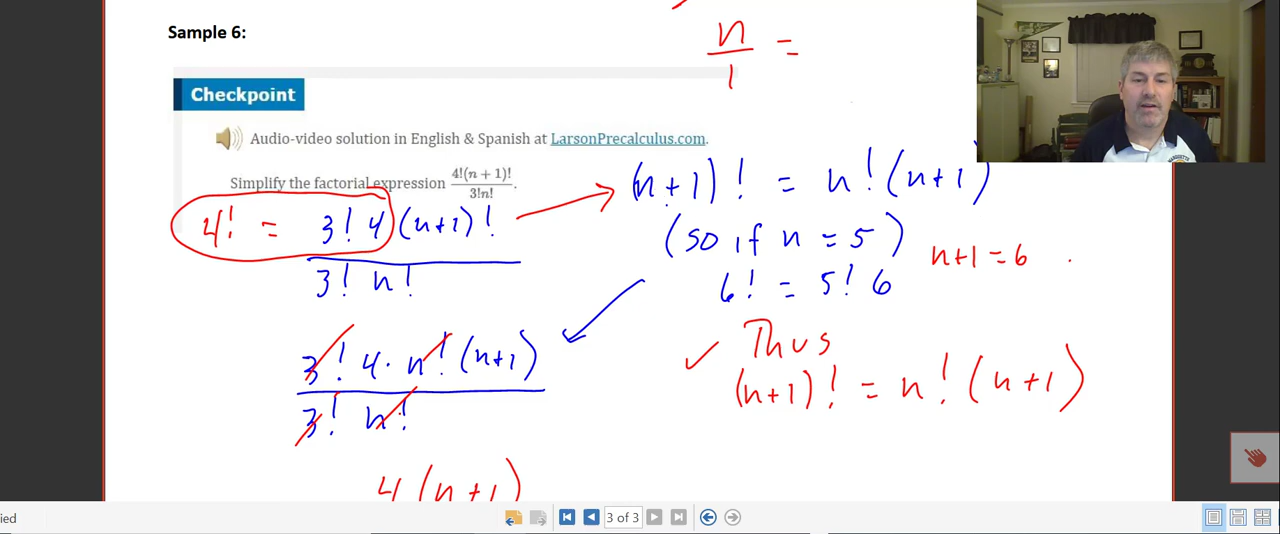 Sample 6:
n/1 =
Checkpoint
Audio-video solution in English & Spanish at LarsonPrecalculus.com.
Simplify the factorial expression 4!(n + 1)!/3!n!.
4! = 3! 4 (n+1)!
3! n!
(n+1)! = n! (n+1)
(so if n = 5)
n+1 = 6
6! = 5! 6
3! 4 · n! (n+1)
3! n!
✓ Thus
(n+1)! = n! (n+1)
4 (n+1)
ied
3 of 3